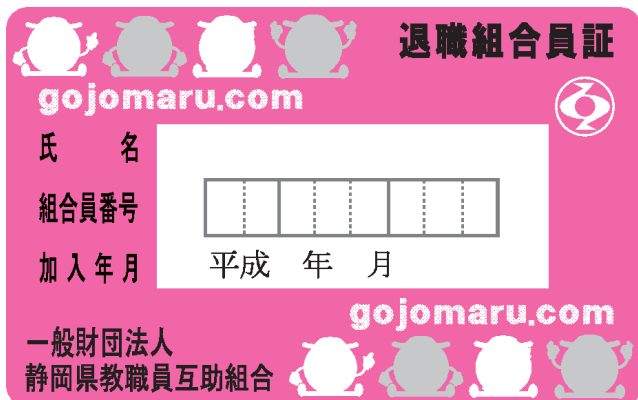 退職組合員証
gojomaru.com
氏名
組合員番号
加入年月
平成 年 月
gojomaru.com
一般財団法人
静岡県教職員互助組合